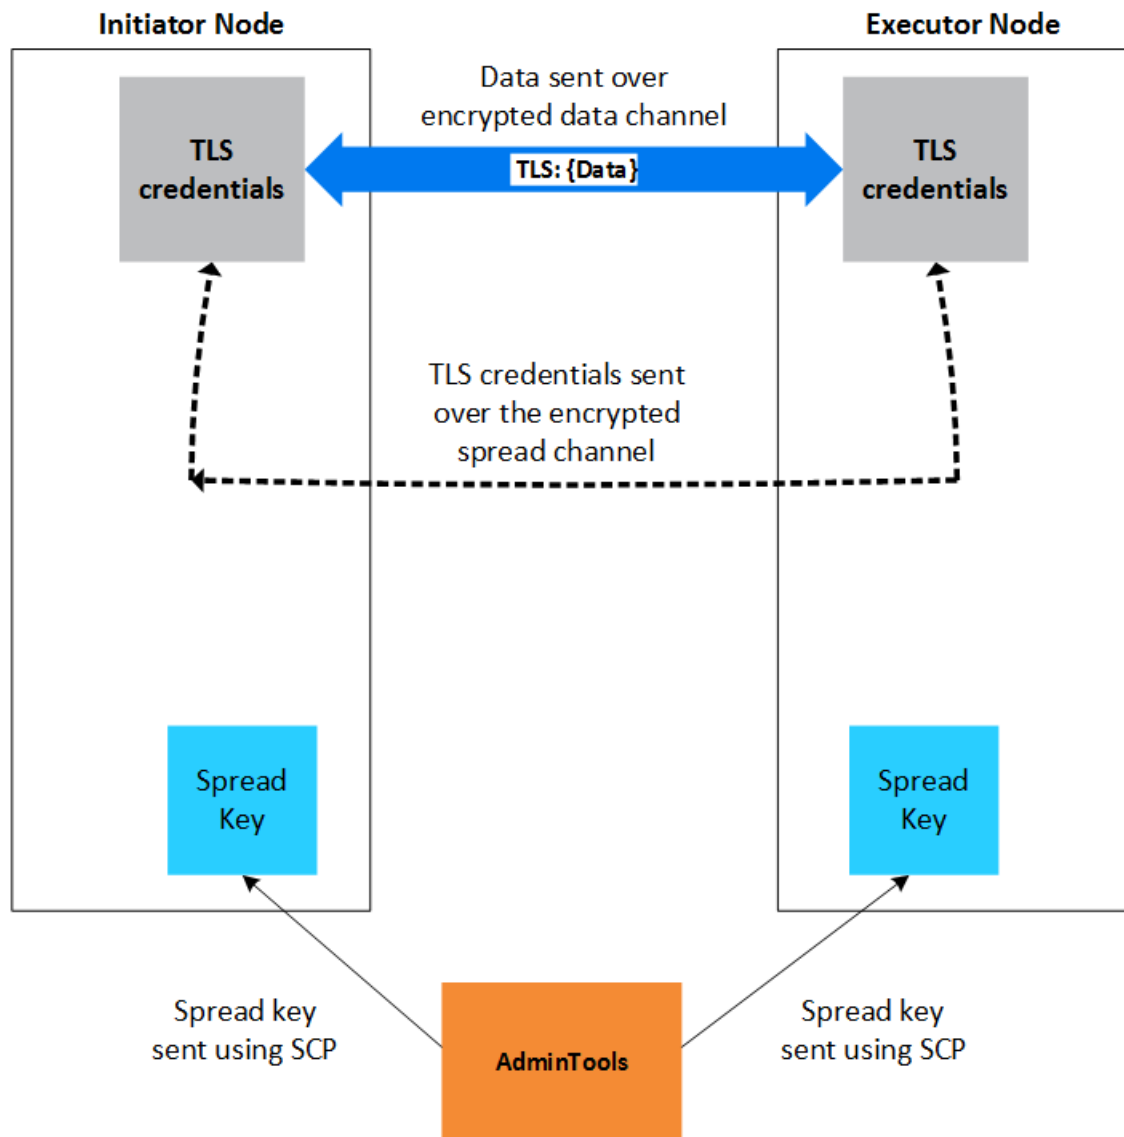 Initiator Node
Executor Node
Data sent over
encrypted data channel
TLS
credentials
TLS: {Data}
TLS
credentials
TLS credentials sent
over the encrypted
spread channel
Spread
Key
Spread
Key
Spread key
sent using SCP
Spread key
sent using SCP
AdminTools